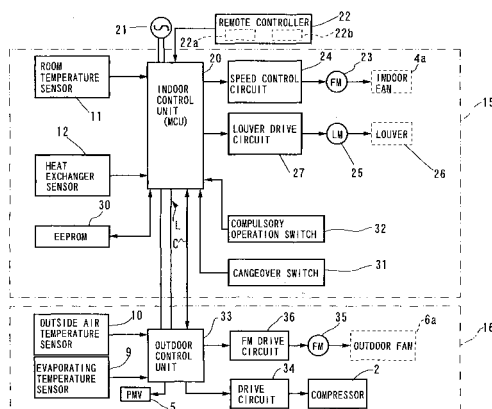 21
REMOTE CONTROLLER
22
22a
22b
20
24
23
4a
ROOM
TEMPERATURE
SENSOR
11
INDOOR
CONTROL
UNIT
(MCU)
SPEED CONTROL
CIRCUIT
FM
INDOOR
FAN
15
12
HEAT
EXCHANGER
SENSOR
LOUVER DRIVE
CIRCUIT
27
LM
25
LOUVER
26
30
EEPROM
L
C
COMPULSORY
OPERATION SWITCH
32
CANGEOVER SWITCH
31
10
OUTSIDE AIR
TEMPERATURE
SENSOR
33
36
35
6a
16
OUTDOOR
CONTROL
UNIT
FM DRIVE
CIRCUIT
FM
OUTDOOR FAN
9
EVAPORATING
TEMPERATURE
SENSOR
34
2
PMV
5
DRIVE
CIRCUIT
COMPRESSOR